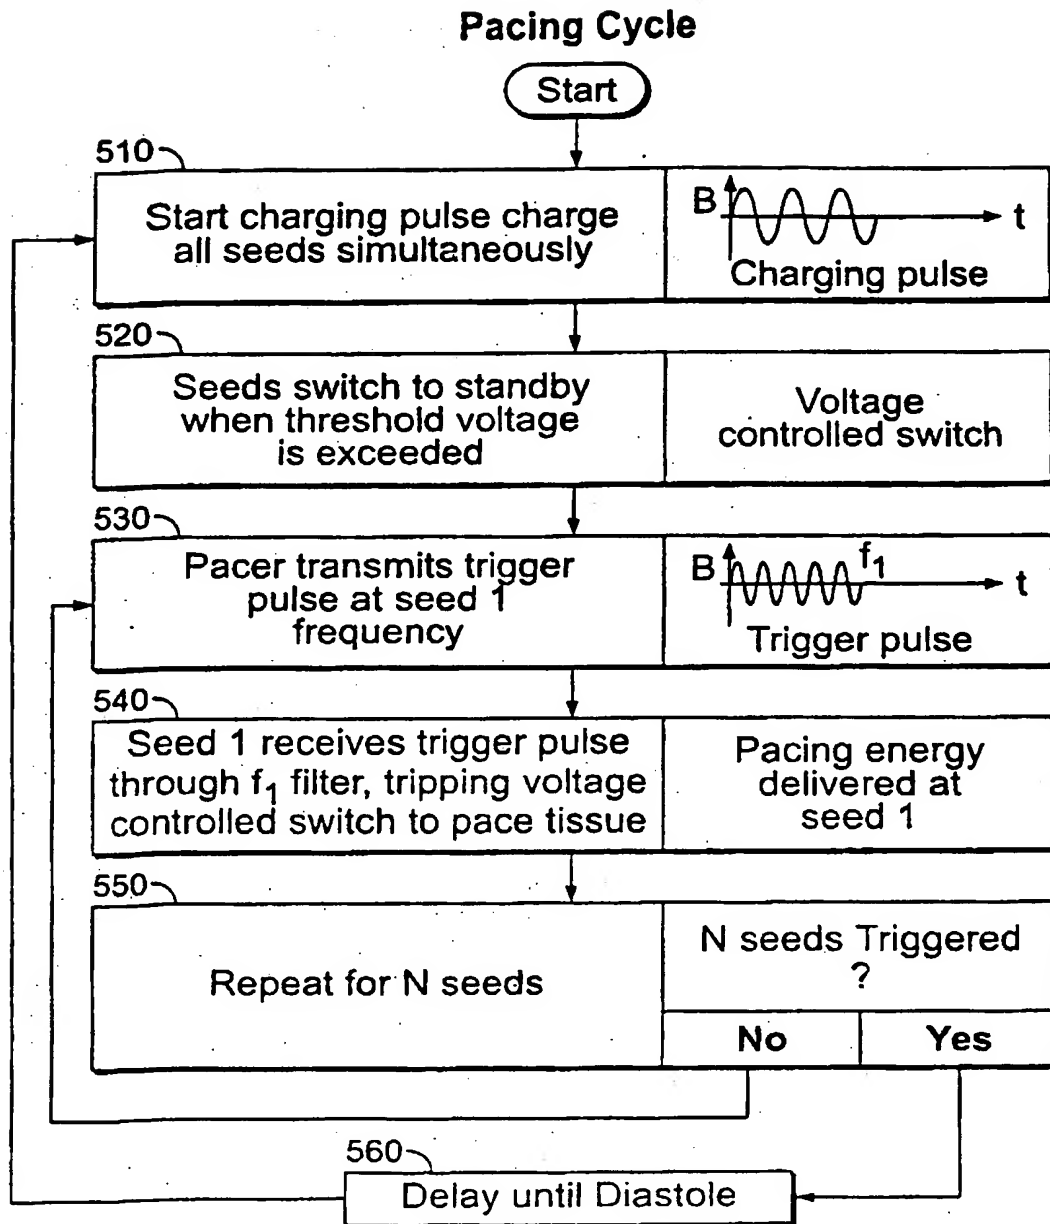 Pacing Cycle
Start
510
Start charging pulse charge
all seeds simultaneously
B
t
Charging pulse
520
Seeds switch to standby
when threshold voltage
is exceeded
Voltage
controlled switch
530
Pacer transmits trigger
pulse at seed 1
frequency
B
f1
t
Trigger pulse
540
Seed 1 receives trigger pulse
through f1 filter, tripping voltage
controlled switch to pace tissue
Pacing energy
delivered at
seed 1
550
Repeat for N seeds
N seeds Triggered
?
No
Yes
560
Delay until Diastole